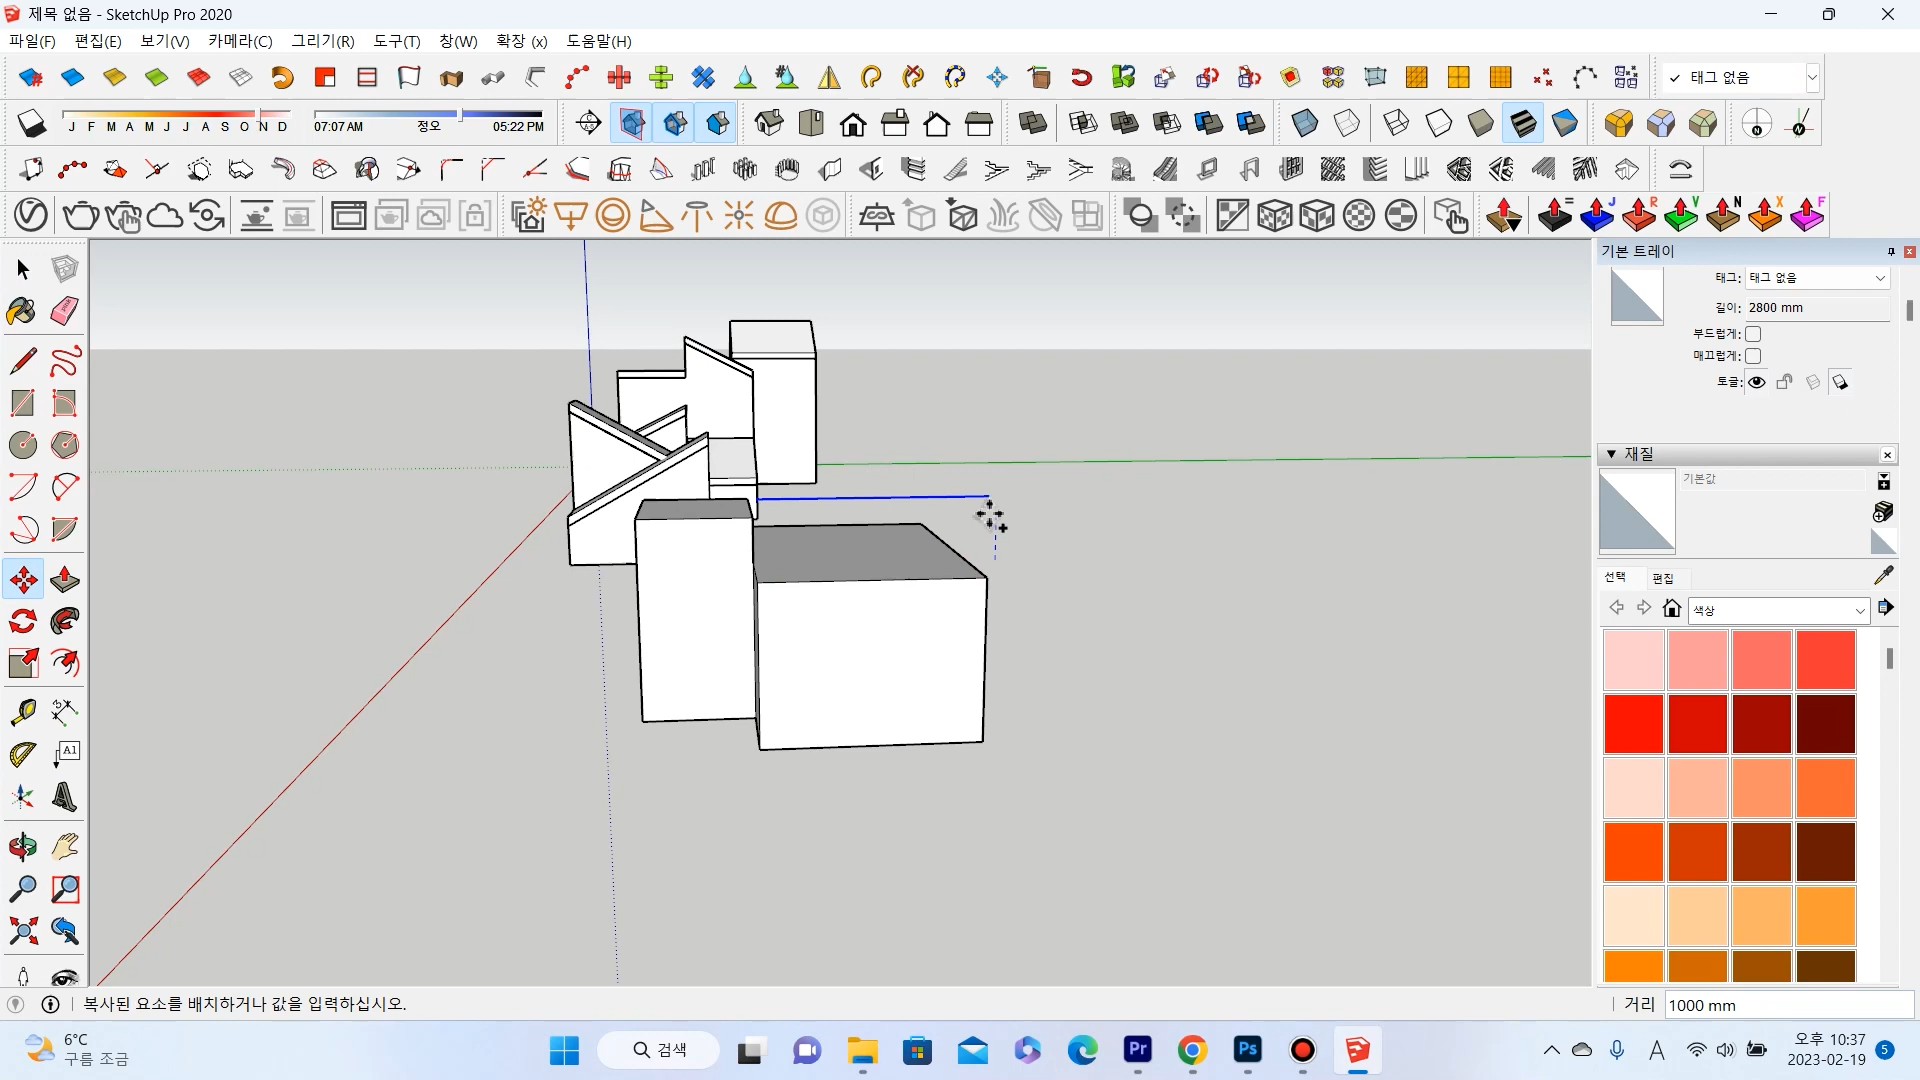 제목 없음 - SketchUp Pro 2020
파일(F) 편집(E) 보기(V) 카메라(C) 그리기(R) 도구(T) 창(W) 확장 (x) 도움말(H)
태그 없음
J F M A M J J A S O N D
07:07 AM 정오 05:22 PM
= J R V N X F
기본 트레이
태그: 태그 없음
길이: 2800 mm
부드럽게:
매끄럽게:
토글:
재질
기본값
선택 편집
색상
A1
복사된 요소를 배치하거나 값을 입력하십시오.
거리 1000 mm
6°C
구름 조금
검색
Pr
Ps
A
오후 10:37
2023-02-19
5